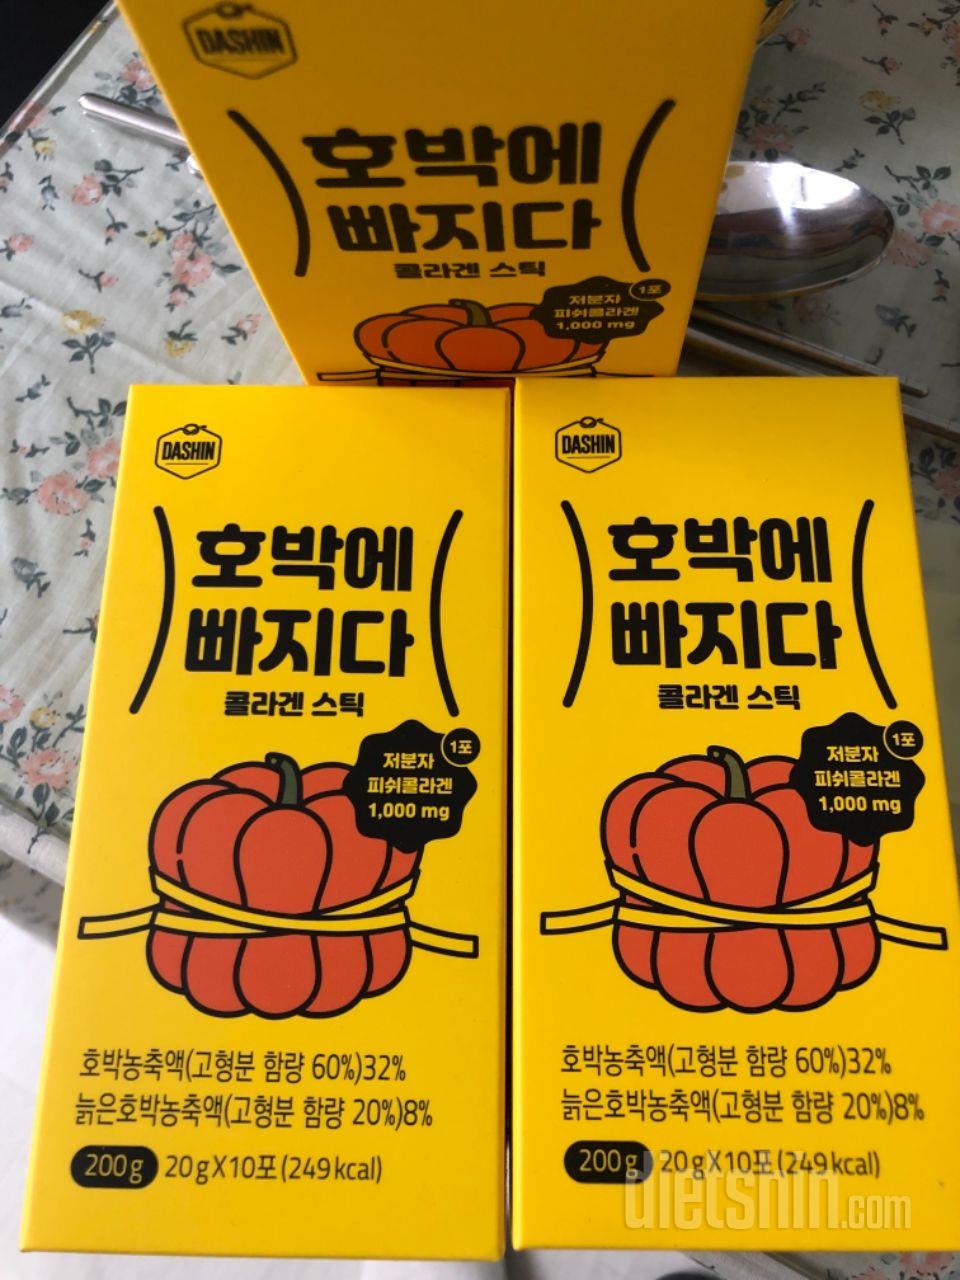 DASHIN
호박에
빠지다
콜라겐 스틱
1포
저분자
피쉬콜라겐
1,000 mg
DASHIN
호박에
빠지다
콜라겐 스틱
1포
저분자
피쉬콜라겐
1,000 mg
호박농축액(고형분 함량 60%)32%
늙은호박농축액(고형분 함량 20%)8%
200 g 20 g X 10포 (249 kcal)
DASHIN
호박에
빠지다
콜라겐 스틱
1포
저분자
피쉬콜라겐
1,000 mg
호박농축액(고형분 함량 60%)32%
늙은호박농축액(고형분 함량 20%)8%
200 g 20 g X 10포 (249 kcal)
dietshin.com